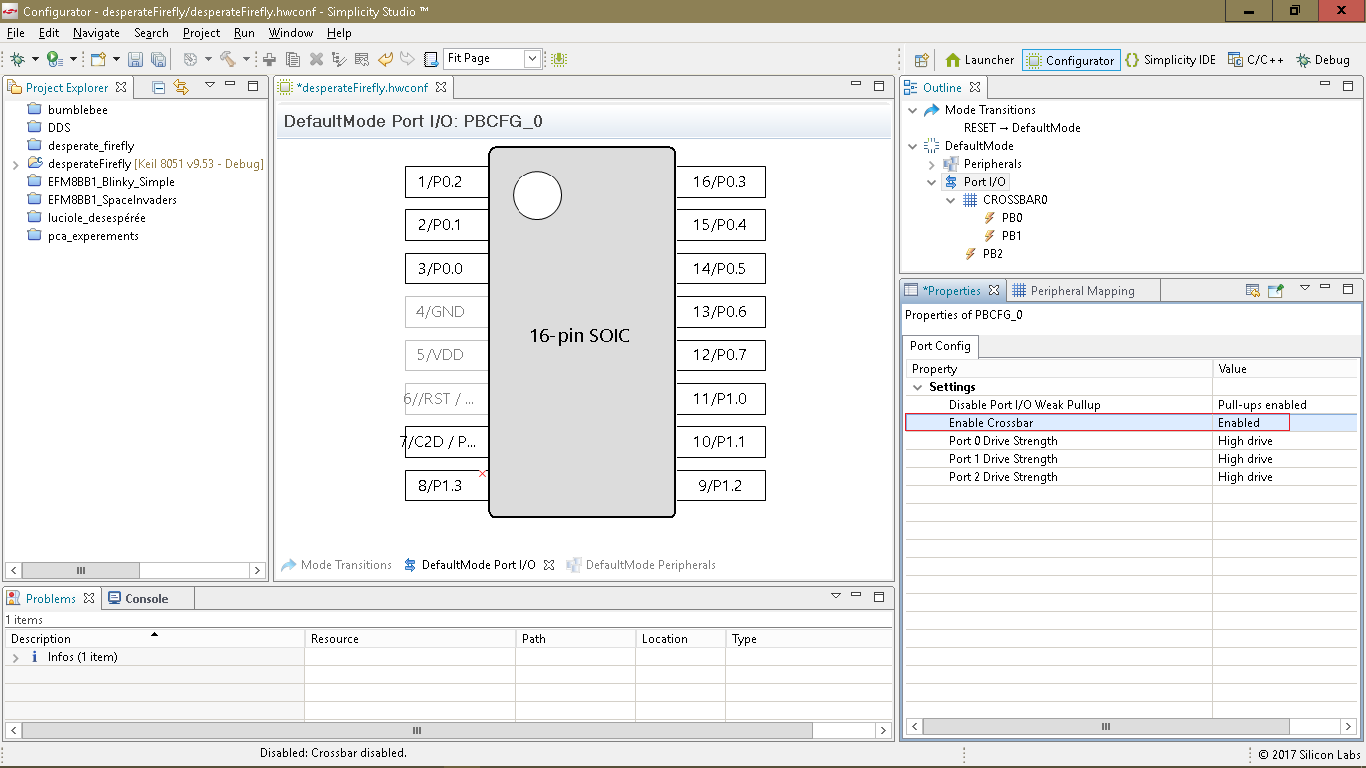 Configurator - desperateFirefly/desperateFirefly.hwconf - Simplicity Studio ™
File Edit Navigate Search Project Run Window Help
Fit Page
Launcher Configurator Simplicity IDE C/C++ Debug
Project Explorer
bumblebee
DDS
desperate_firefly
desperateFirefly [Keil 8051 v9.53 - Debug]
EFM8BB1_Blinky_Simple
EFM8BB1_SpaceInvaders
luciole_desespérée
pca_experements
*desperateFirefly.hwconf
DefaultMode Port I/O: PBCFG_0
1/P0.2
2/P0.1
3/P0.0
4/GND
5/VDD
6//RST / ...
7/C2D / P...
8/P1.3
16-pin SOIC
16/P0.3
15/P0.4
14/P0.5
13/P0.6
12/P0.7
11/P1.0
10/P1.1
9/P1.2
Mode Transitions DefaultMode Port I/O DefaultMode Peripherals
Outline
Mode Transitions
RESET → DefaultMode
DefaultMode
Peripherals
Port I/O
CROSSBAR0
PB0
PB1
PB2
*Properties Peripheral Mapping
Properties of PBCFG_0
Port Config
Property Value
Settings
Disable Port I/O Weak Pullup Pull-ups enabled
Enable Crossbar Enabled
Port 0 Drive Strength High drive
Port 1 Drive Strength High drive
Port 2 Drive Strength High drive
Problems Console
1 items
Description Resource Path Location Type
Infos (1 item)
Disabled: Crossbar disabled.
© 2017 Silicon Labs